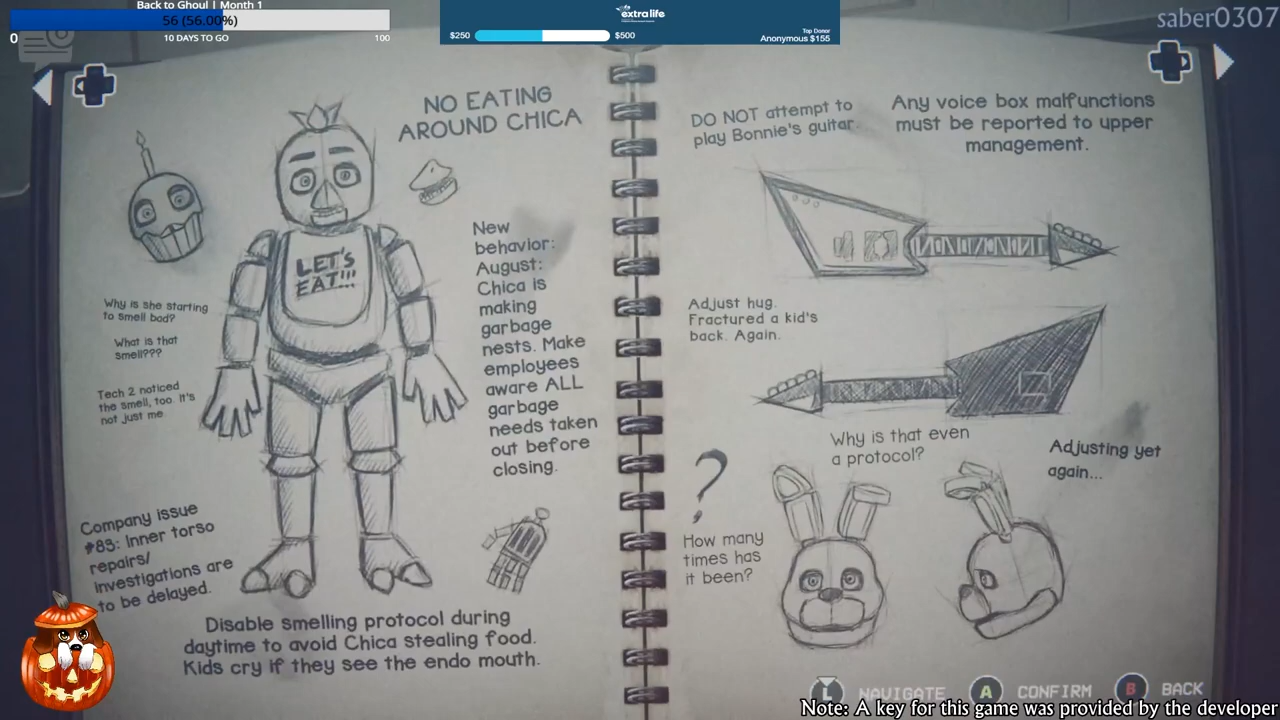 Back to Ghoul | Month 1
56 (56.00%)
0
10 DAYS TO GO
100
extralife
$250
$500
Top Donor
Anonymous $155
saber0307
NO EATING
AROUND CHICA
LET'S
EAT!!!
New
behavior:
August:
Chica is
making
garbage
nests. Make
employees
aware ALL
garbage
needs taken
out before
closing.
Why is she starting
to smell bad?
What is that
smell???
Tech 2 noticed
the smell, too. It's
not just me
Company issue
#83: Inner torso
repairs/
investigations are
to be delayed.
Disable smelling protocol during
daytime to avoid Chica stealing food.
Kids cry if they see the endo mouth.
DO NOT attempt to
play Bonnie's guitar.
Any voice box malfunctions
must be reported to upper
management.
Adjust hug.
Fractured a kid's
back. Again.
Why is that even
a protocol?
Adjusting yet
again...
?
How many
times has
it been?
L NAVIGATE A CONFIRM B BACK
Note: A key for this game was provided by the developer